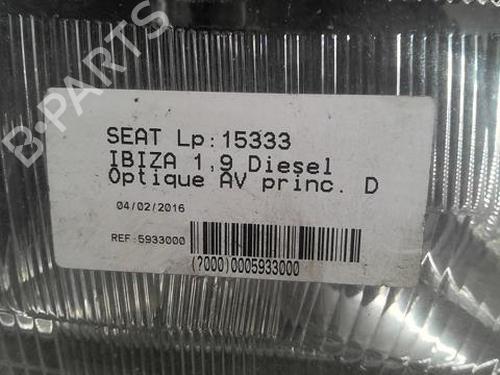 B-PARTS
SEAT Lp:15333
IBIZA 1,9 Diesel
Optique AV princ. D
04/02/2016
REF:5933000
(7000)0005933000